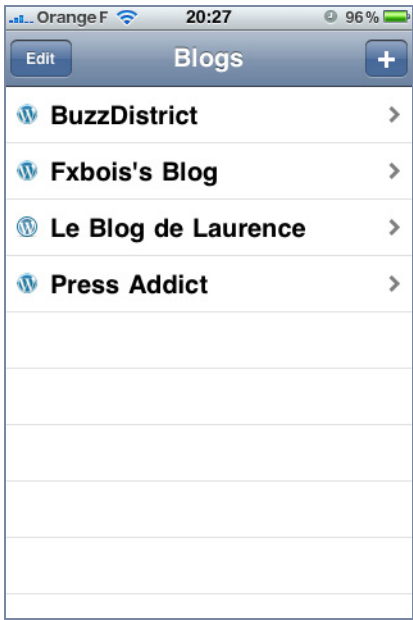 Orange F 20:27 96%
Edit Blogs +
BuzzDistrict
Fxbois's Blog
Le Blog de Laurence
Press Addict